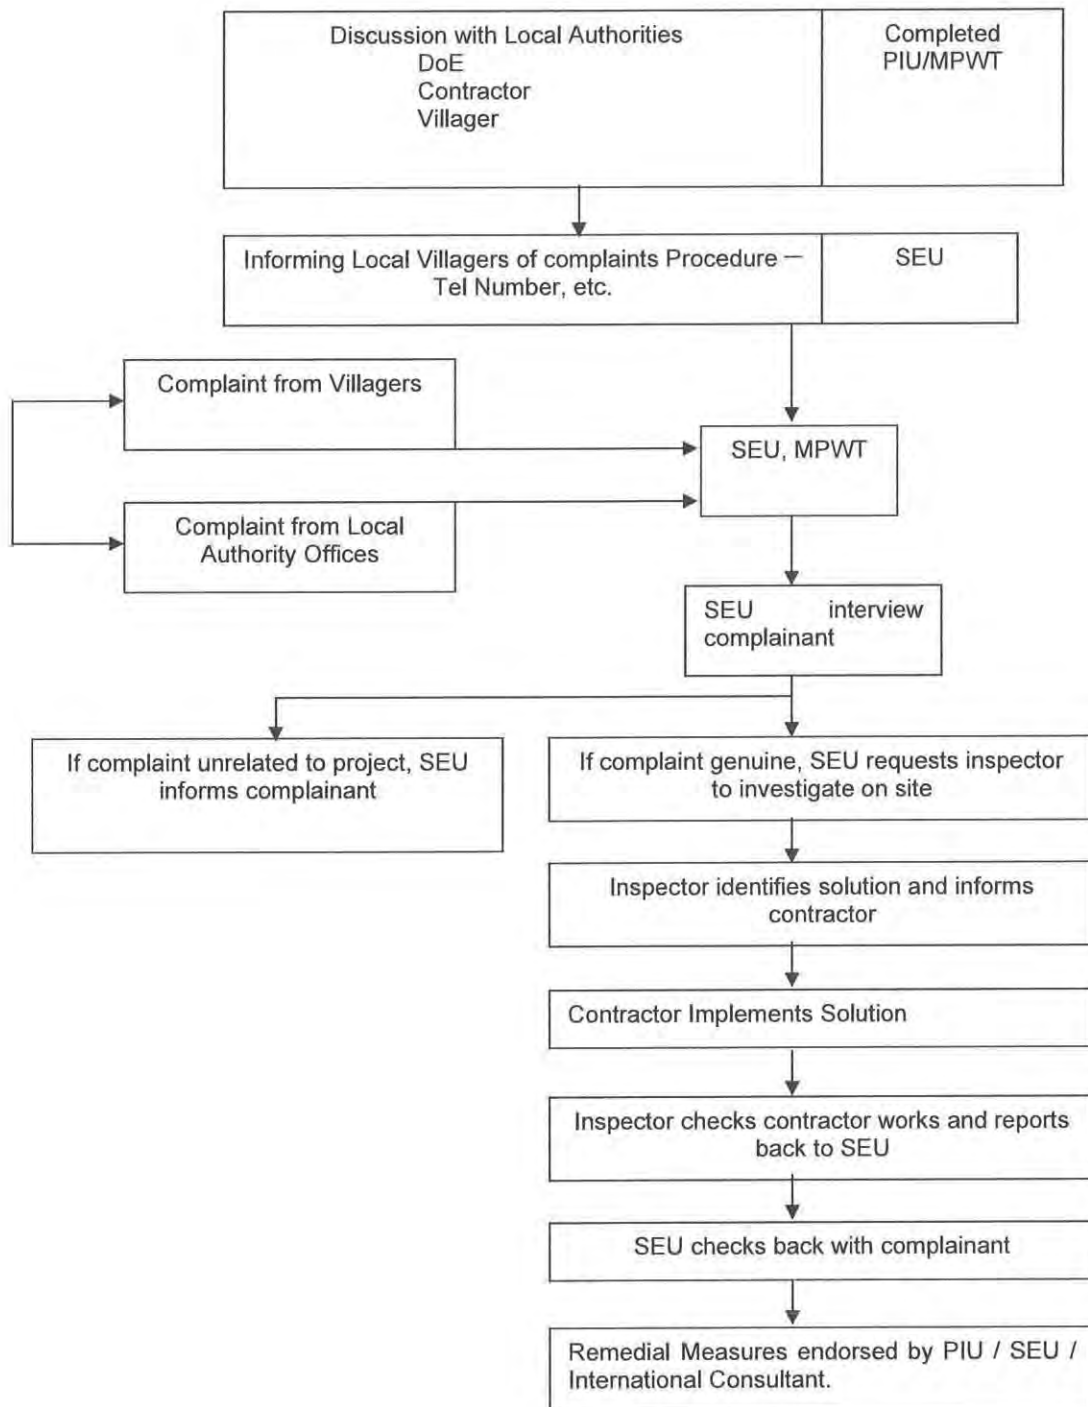 Discussion with Local Authorities
DoE
Contractor
Villager
Completed
PIU/MPWT
Informing Local Villagers of complaints Procedure –
Tel Number, etc.
SEU
Complaint from Villagers
SEU, MPWT
Complaint from Local
Authority Offices
SEU interview
complainant
If complaint unrelated to project, SEU
informs complainant
If complaint genuine, SEU requests inspector
to investigate on site
Inspector identifies solution and informs
contractor
Contractor Implements Solution
Inspector checks contractor works and reports
back to SEU
SEU checks back with complainant
Remedial Measures endorsed by PIU / SEU /
International Consultant.